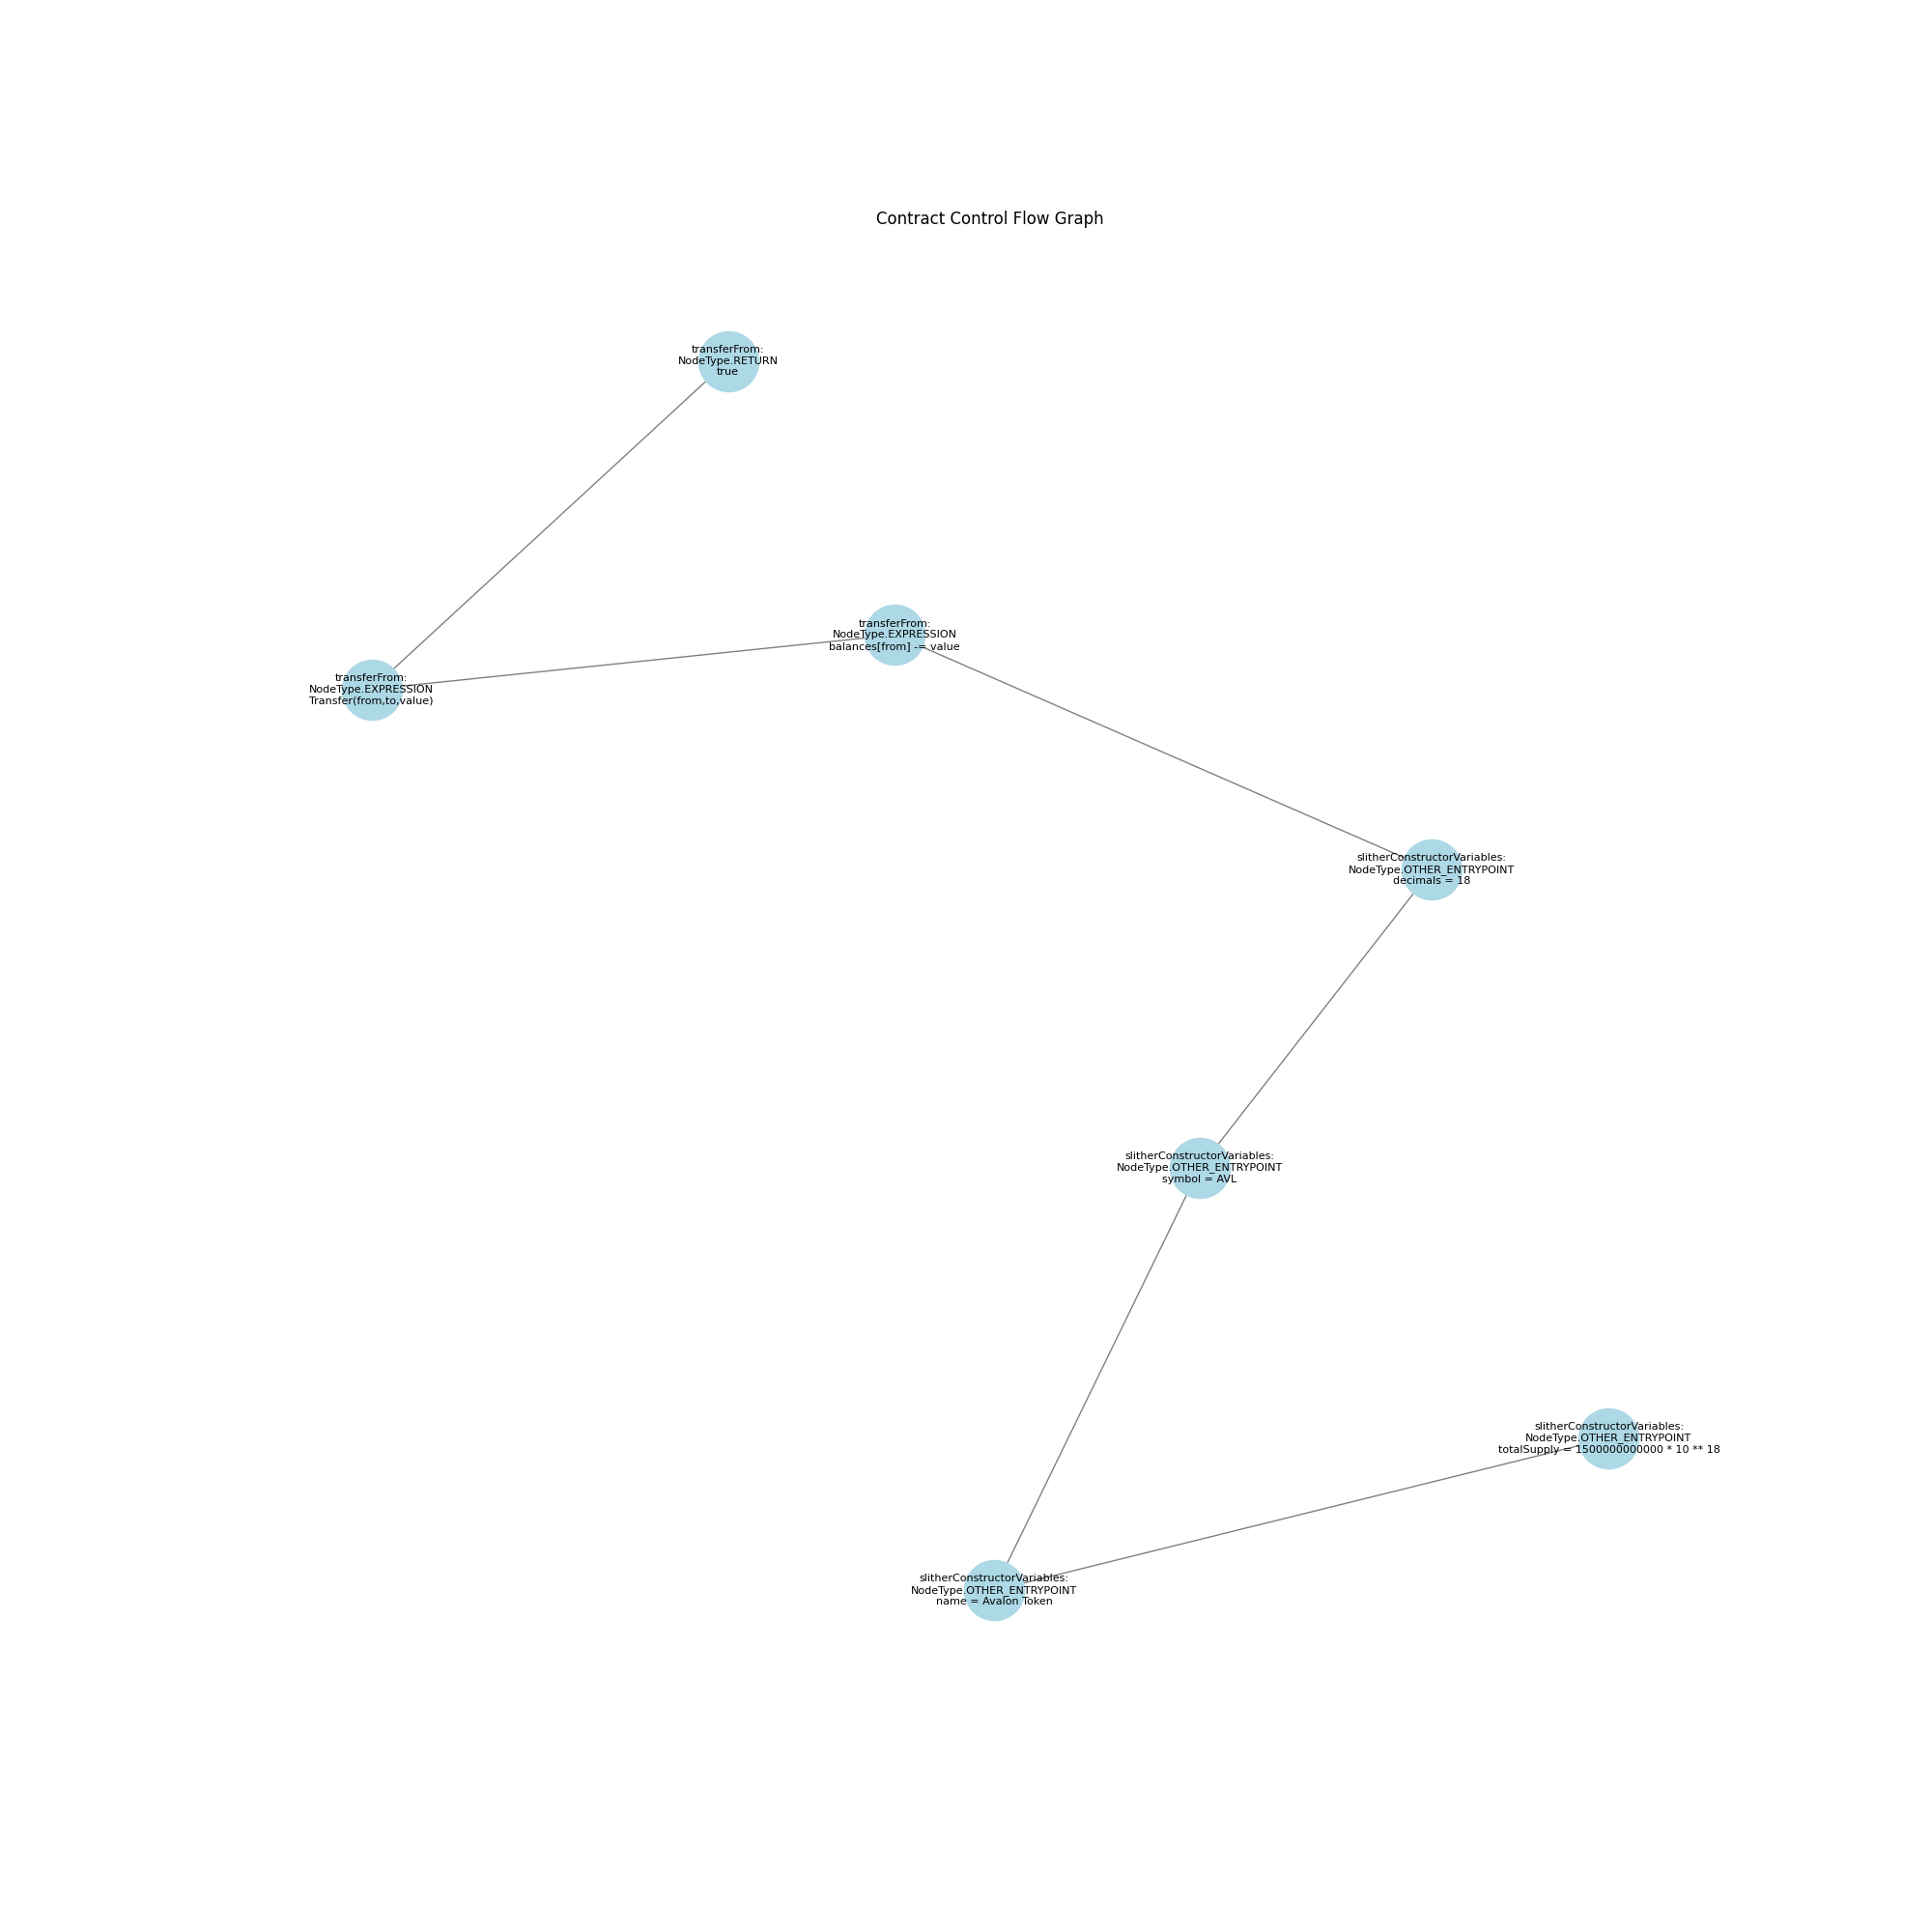 Contract Control Flow Graph
transferFrom:
NodeType.RETURN
true
transferFrom:
NodeType.EXPRESSION
balances[from] -= value
transferFrom:
NodeType.EXPRESSION
Transfer(from,to,value)
slitherConstructorVariables:
NodeType.OTHER_ENTRYPOINT
decimals = 18
slitherConstructorVariables:
NodeType.OTHER_ENTRYPOINT
symbol = AVL
slitherConstructorVariables:
NodeType.OTHER_ENTRYPOINT
totalSupply = 1500000000000 * 10 ** 18
slitherConstructorVariables:
NodeType.OTHER_ENTRYPOINT
name = Avalon Token